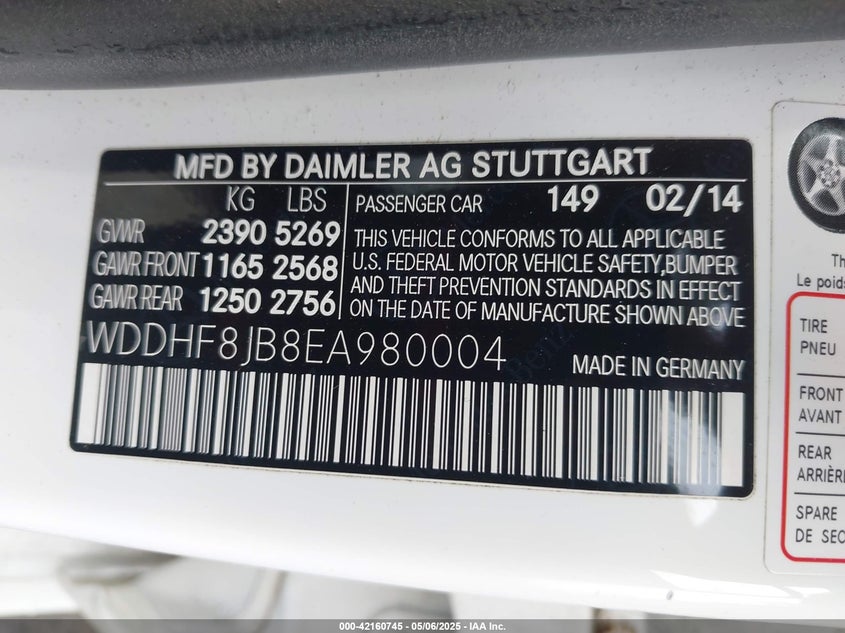 MFD BY DAIMLER AG STUTTGART
KG LBS
GVWR 2390 5269
GAWR FRONT 1165 2568
GAWR REAR 1250 2756
PASSENGER CAR 149 02/14
THIS VEHICLE CONFORMS TO ALL APPLICABLE
U.S. FEDERAL MOTOR VEHICLE SAFETY,BUMPER
AND THEFT PREVENTION STANDARDS IN EFFECT
ON THE DATE OF MANUFACTURE SHOWN ABOVE
WDDHF8JB8EA980004
MADE IN GERMANY
Le poids
TIRE
PNEU
FRONT
AVANT
REAR
ARRIÈRE
SPARE
DE
000-42160745 - 05/06/2025 - IAA Inc.